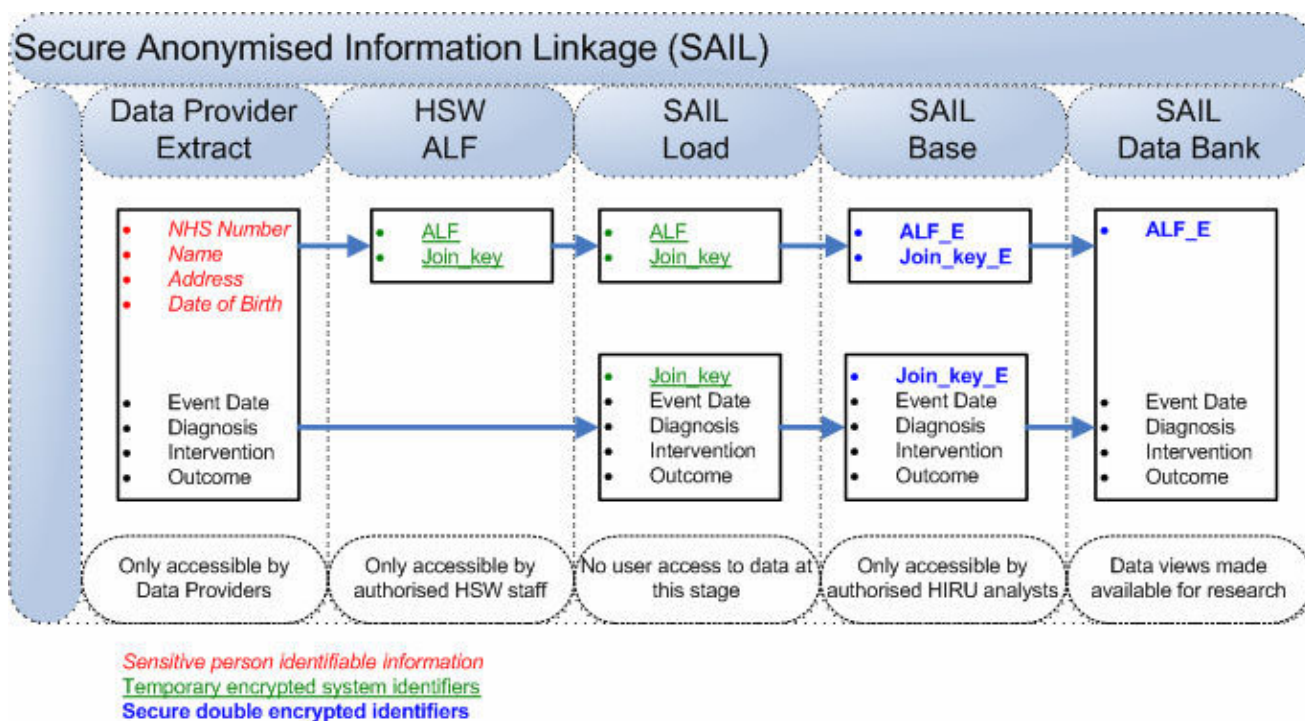 Secure Anonymised Information Linkage (SAIL)
Data Provider
Extract
HSW
ALF
SAIL
Load
SAIL
Base
SAIL
Data Bank
• NHS Number
• Name
• Address
• Date of Birth
• Event Date
• Diagnosis
• Intervention
• Outcome
• ALF
• Join_key
• ALF
• Join_key
• Join_key
• Event Date
• Diagnosis
• Intervention
• Outcome
• ALF_E
• Join_key_E
• Join_key_E
• Event Date
• Diagnosis
• Intervention
• Outcome
• ALF_E
• Event Date
• Diagnosis
• Intervention
• Outcome
Only accessible by
Data Providers
Only accessible by
authorised HSW staff
No user access to data at
this stage
Only accessible by
authorised HIRU analysts
Data views made
available for research
Sensitive person identifiable information
Temporary encrypted system identifiers
Secure double encrypted identifiers